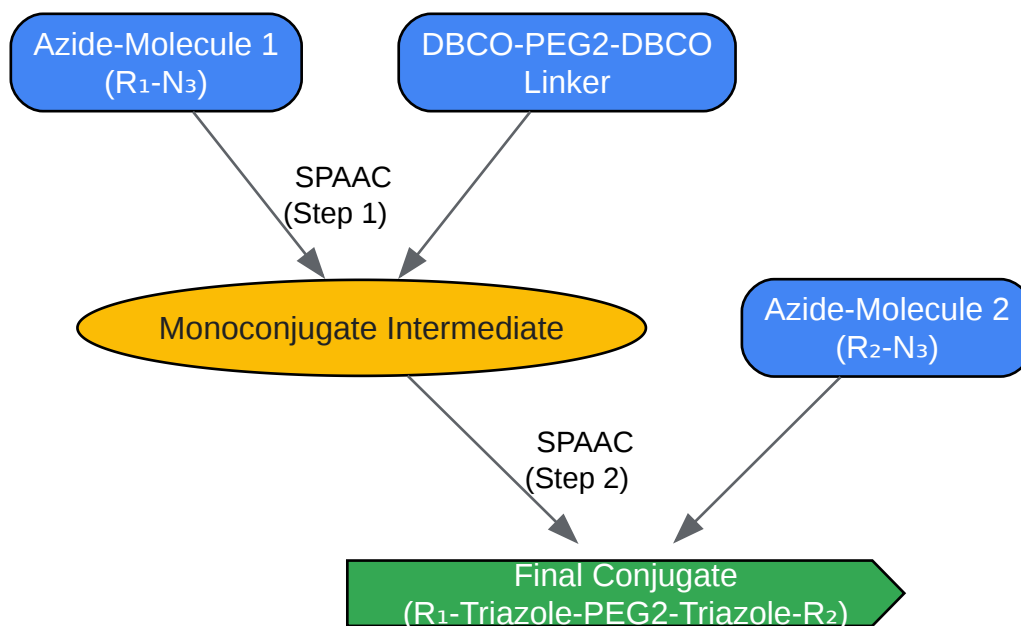 Azide-Molecule 1
(R₁-N₃)
DBCO-PEG2-DBCO
Linker
SPAAC
(Step 1)
Monoconjugate Intermediate
Azide-Molecule 2
(R₂-N₃)
SPAAC
(Step 2)
Final Conjugate
(R₁-Triazole-PEG2-Triazole-R₂)